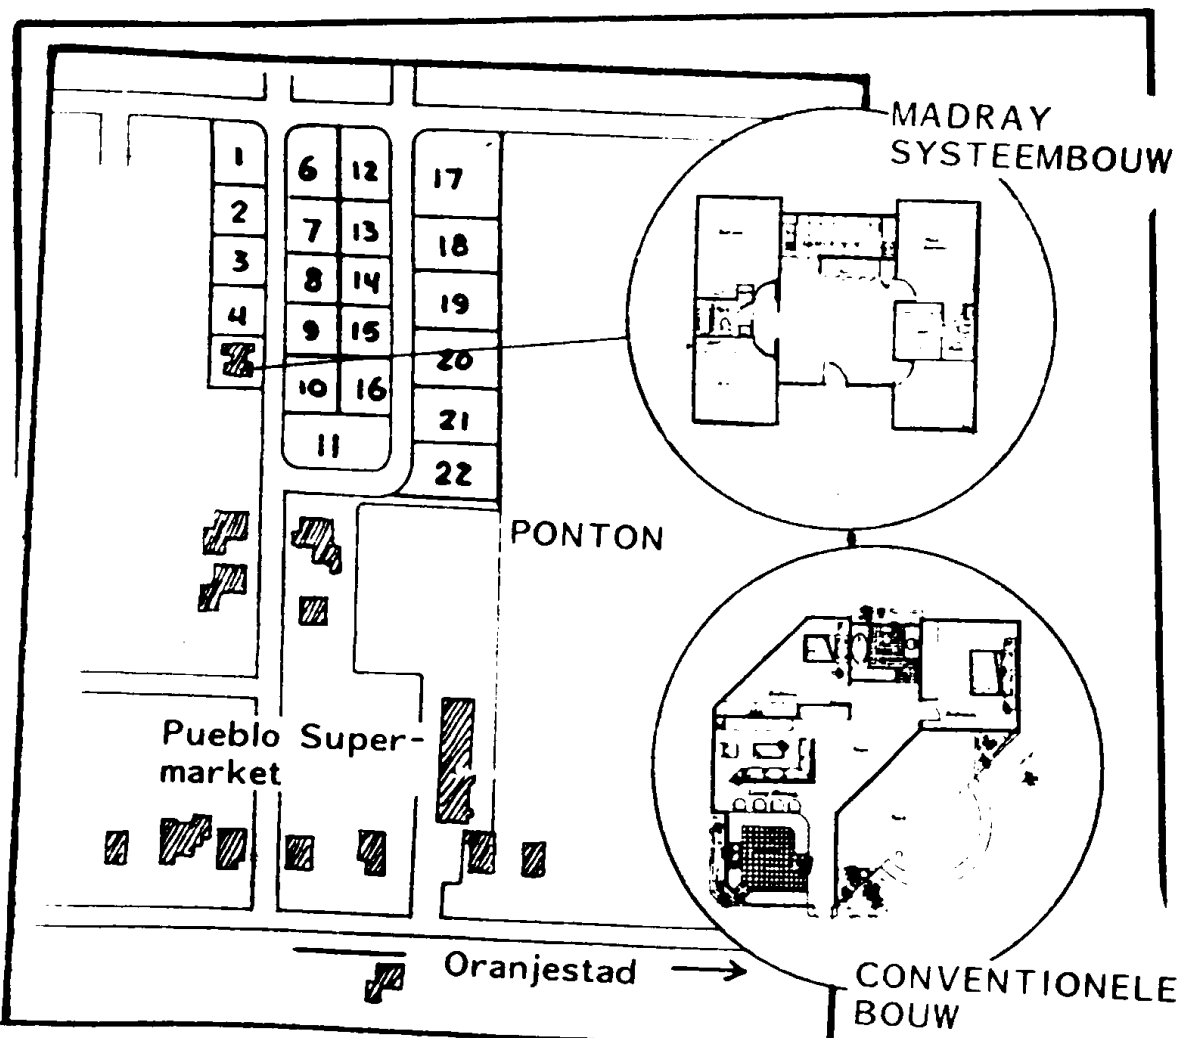 MADRAY
SYSTEEMBOUW
1
2
3
4
6
7
8
9
10
11
12
13
14
15
16
17
18
19
20
21
22
PONTON
Pueblo Super-
market
Oranjestad
CONVENTIONELE
BOUW